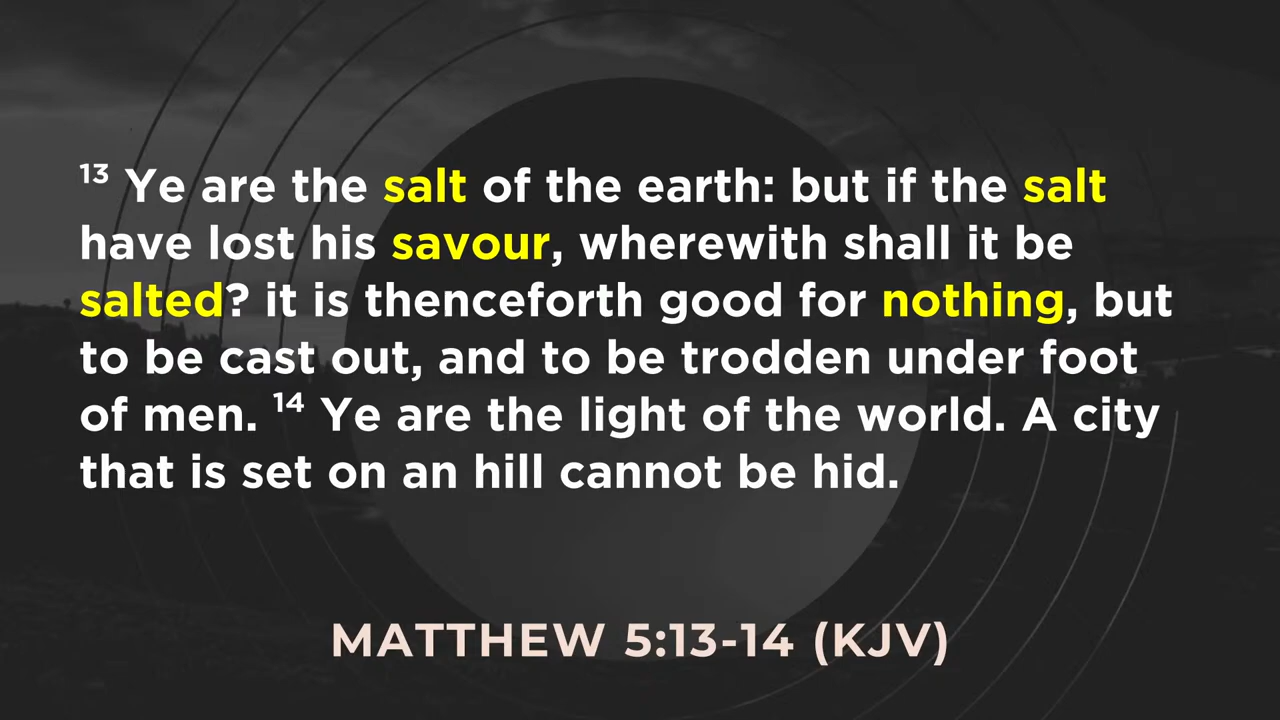 13 Ye are the salt of the earth: but if the salt
have lost his savour, wherewith shall it be
salted? it is thenceforth good for nothing, but
to be cast out, and to be trodden under foot
of men. 14 Ye are the light of the world. A city
that is set on an hill cannot be hid.
MATTHEW 5:13-14 (KJV)